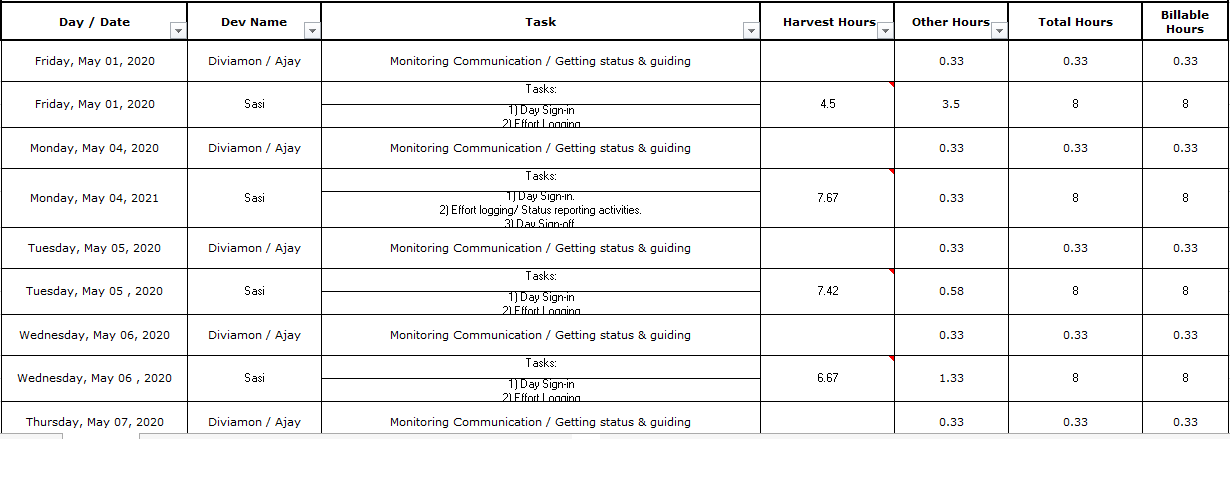 Day / Date Dev Name Task Harvest Hours Other Hours Total Hours Billable Hours
Friday, May 01, 2020 Diviamon / Ajay Monitoring Communication / Getting status & guiding 0.33 0.33 0.33
Friday, May 01, 2020 Sasi Tasks: 4.5 3.5 8 8
1) Day Sign-in
2) Effort Logging
Monday, May 04, 2020 Diviamon / Ajay Monitoring Communication / Getting status & guiding 0.33 0.33 0.33
Monday, May 04, 2021 Sasi Tasks: 7.67 0.33 8 8
1) Day Sign-in.
2) Effort logging/ Status reporting activities.
3) Day Sign-off
Tuesday, May 05, 2020 Diviamon / Ajay Monitoring Communication / Getting status & guiding 0.33 0.33 0.33
Tuesday, May 05 , 2020 Sasi Tasks: 7.42 0.58 8 8
1) Day Sign-in
2) Effort Logging
Wednesday, May 06, 2020 Diviamon / Ajay Monitoring Communication / Getting status & guiding 0.33 0.33 0.33
Wednesday, May 06 , 2020 Sasi Tasks: 6.67 1.33 8 8
1) Day Sign-in
2) Effort Logging
Thursday, May 07, 2020 Diviamon / Ajay Monitoring Communication / Getting status & guiding 0.33 0.33 0.33